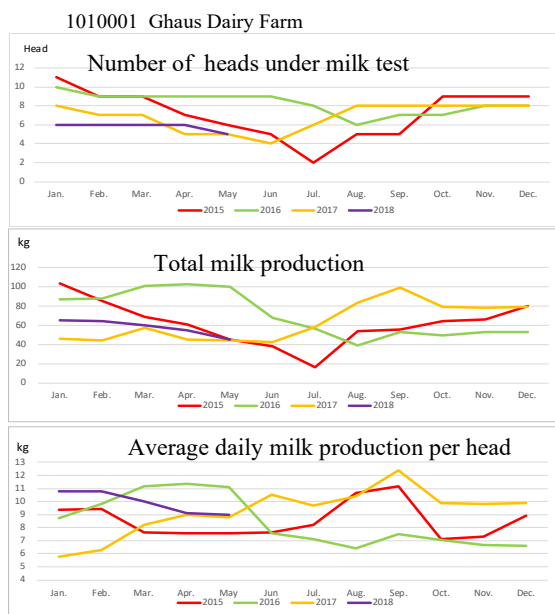 1010001 Ghaus Dairy Farm
Head
Number of heads under milk test
12
10
8
6
4
2
0
Jan. Feb. Mar. Apr. May Jun Jul. Aug. Sep. Oct. Nov. Dec.
2015 2016 2017 2018
kg
Total milk production
120
100
80
60
40
20
0
Jan. Feb. Mar. Apr. May Jun Jul. Aug. Sep. Oct. Nov. Dec.
2015 2016 2017 2018
kg
Average daily milk production per head
13
12
11
10
9
8
7
6
5
4
Jan. Feb. Mar. Apr. May Jun Jul. Aug. Sep. Oct. Nov. Dec.
2015 2016 2017 2018